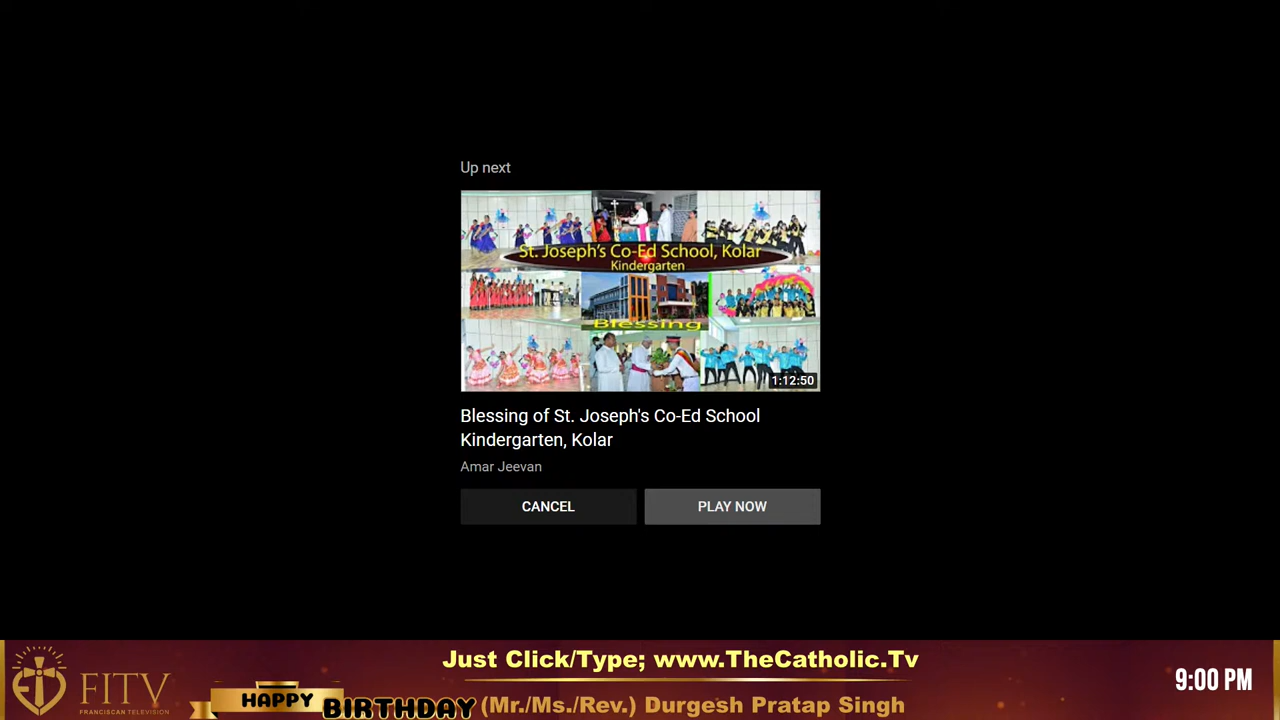 Up next
St. Joseph's Co-Ed School, Kolar
Kindergarten
Blessing
1:12:50
Blessing of St. Joseph's Co-Ed School
Kindergarten, Kolar
Amar Jeevan
CANCEL
PLAY NOW
Just Click/Type; www.TheCatholic.Tv
FITV
FRANCISCAN TELEVISION
HAPPY BIRTHDAY (Mr./Ms./Rev.) Durgesh Pratap Singh
9:00 PM